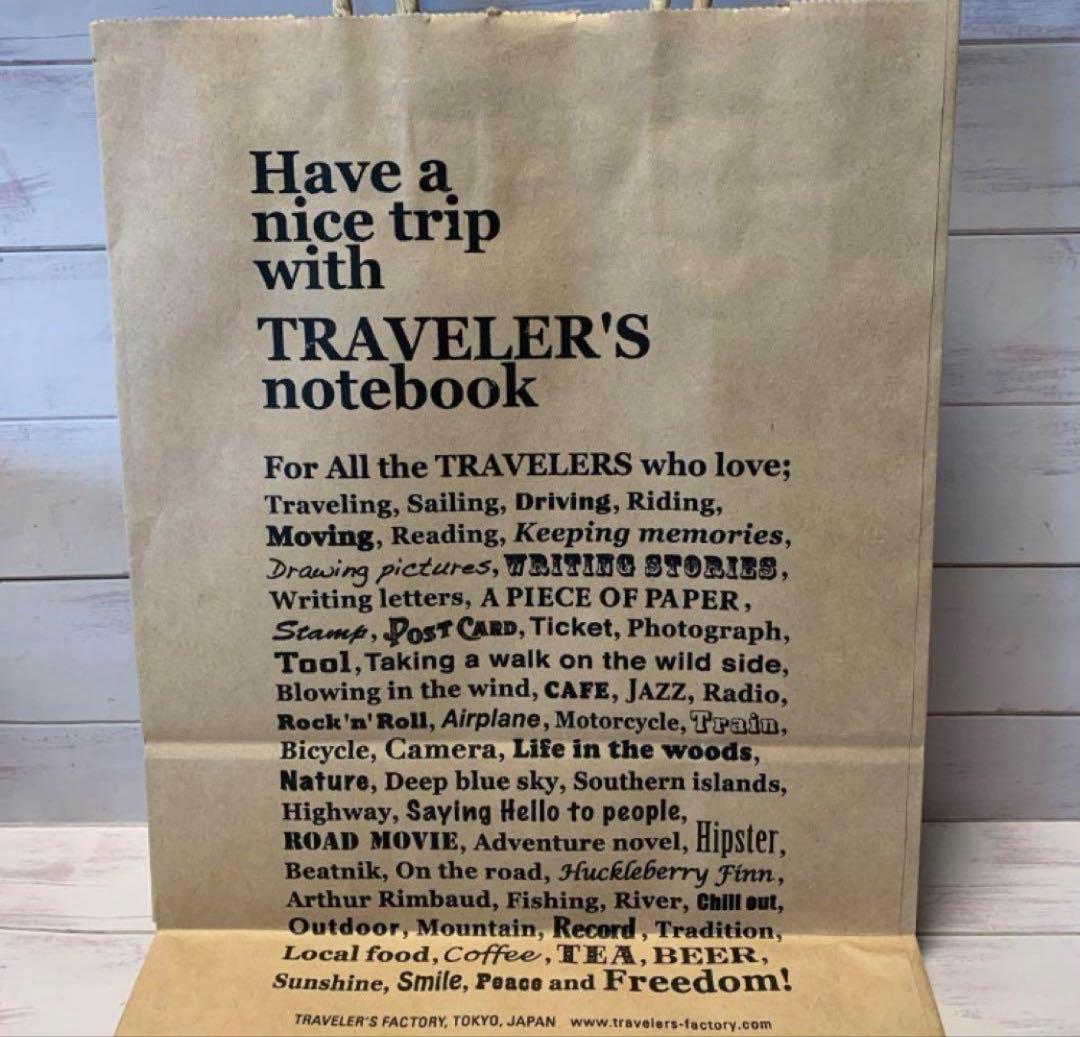 Have a
nice trip
with
TRAVELER'S
notebook
For All the TRAVELERS who love;
Traveling, Sailing, Driving, Riding,
Moving, Reading, Keeping memories,
Drawing pictures, WRITING STORIES,
Writing letters, A PIECE OF PAPER,
Stamp, POST CARD, Ticket, Photograph,
Tool, Taking a walk on the wild side,
Blowing in the wind, CAFE, JAZZ, Radio,
Rock'n'Roll, Airplane, Motorcycle, Train,
Bicycle, Camera, Life in the woods,
Nature, Deep blue sky, Southern islands,
Highway, Saying Hello to people,
ROAD MOVIE, Adventure novel, Hipster,
Beatnik, On the road, Huckleberry Finn,
Arthur Rimbaud, Fishing, River, Chill out,
Outdoor, Mountain, Record, Tradition,
Local food, Coffee, TEA, BEER,
Sunshine, Smile, Peace and Freedom!
TRAVELER'S FACTORY, TOKYO, JAPAN www.travelers-factory.com